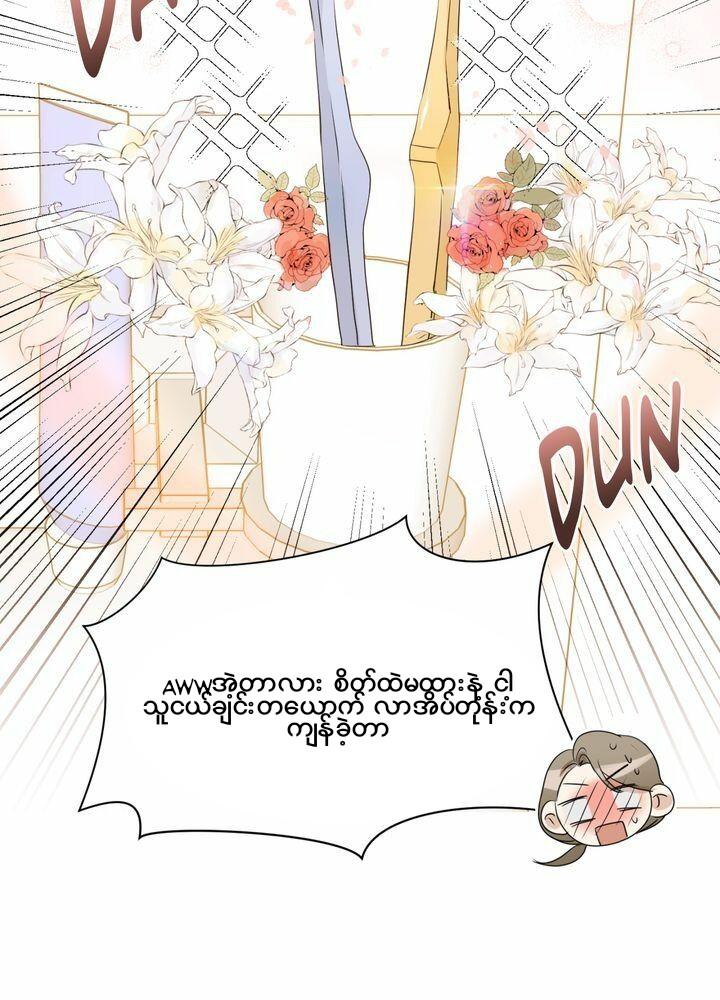 DA
DUN
AWWအဲ့တာလား စိတ်ထဲမထားနဲ့ ငါ့
သူငယ်ချင်းတယောက် လာအိပ်တုန်းက
ကျန်ခဲ့တာ